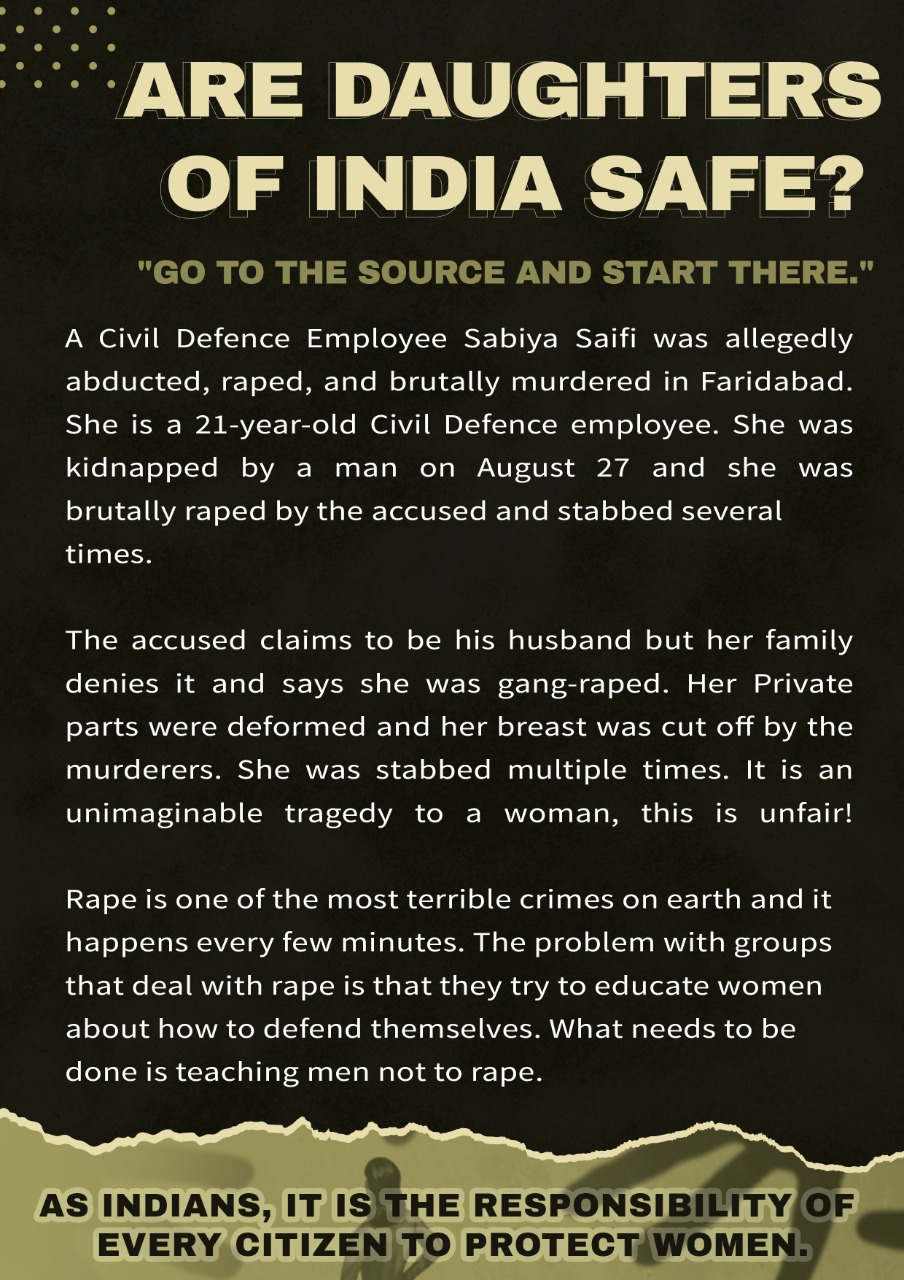 ARE DAUGHTERS
OF INDIA SAFE?
"GO TO THE SOURCE AND START THERE."
A Civil Defence Employee Sabiya Saifi was allegedly
abducted, raped, and brutally murdered in Faridabad.
She is a 21-year-old Civil Defence employee. She was
kidnapped by a man on August 27 and she was
brutally raped by the accused and stabbed several
times.
The accused claims to be his husband but her family
denies it and says she was gang-raped. Her Private
parts were deformed and her breast was cut off by the
murderers. She was stabbed multiple times. It is an
unimaginable tragedy to a woman, this is unfair!
Rape is one of the most terrible crimes on earth and it
happens every few minutes. The problem with groups
that deal with rape is that they try to educate women
about how to defend themselves. What needs to be
done is teaching men not to rape.
AS INDIANS, IT IS THE RESPONSIBILITY OF
EVERY CITIZEN TO PROTECT WOMEN.